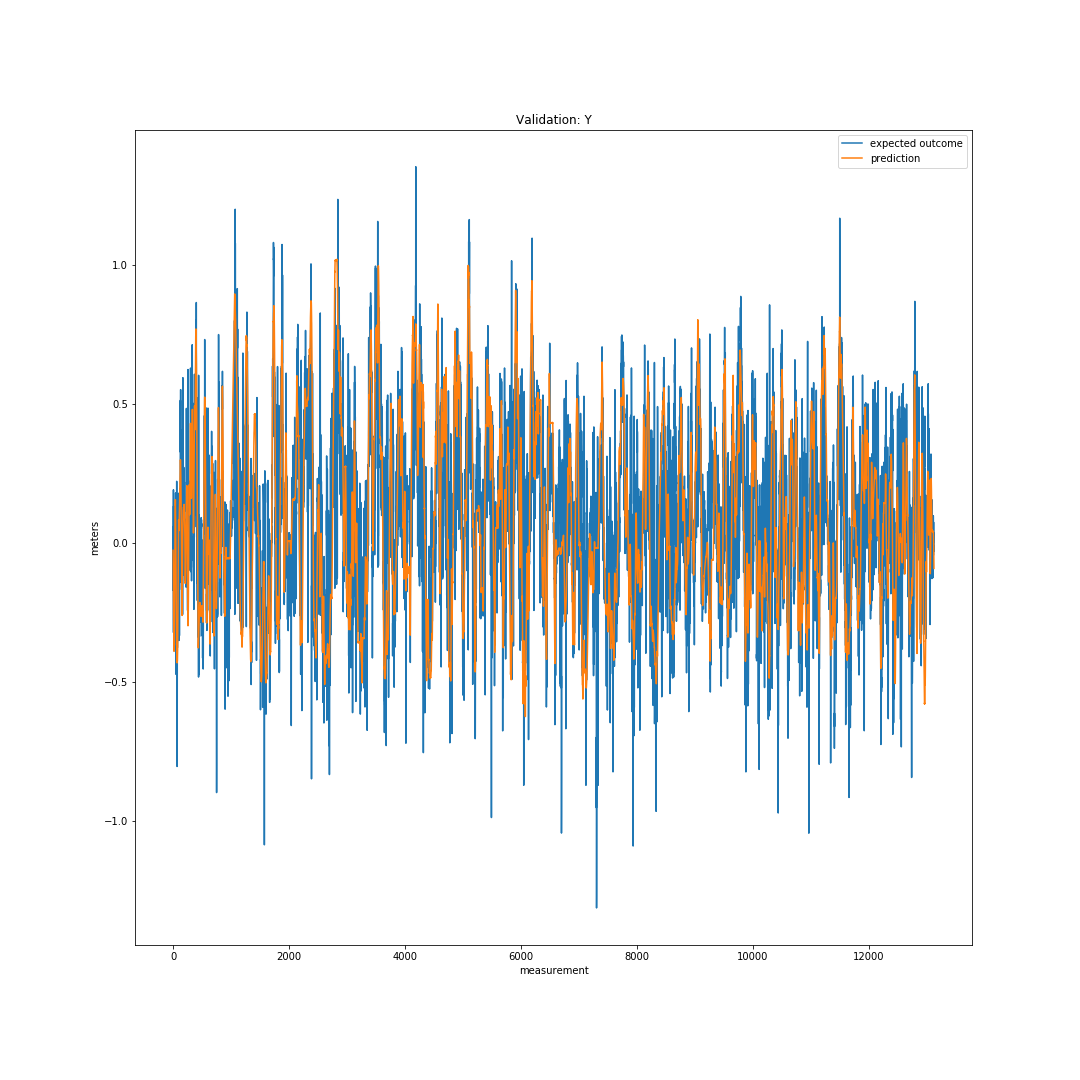 Validation: Y
expected outcome
prediction
meters
1.0
0.5
0.0
−0.5
−1.0
0 2000 4000 6000 8000 10000 12000
measurement